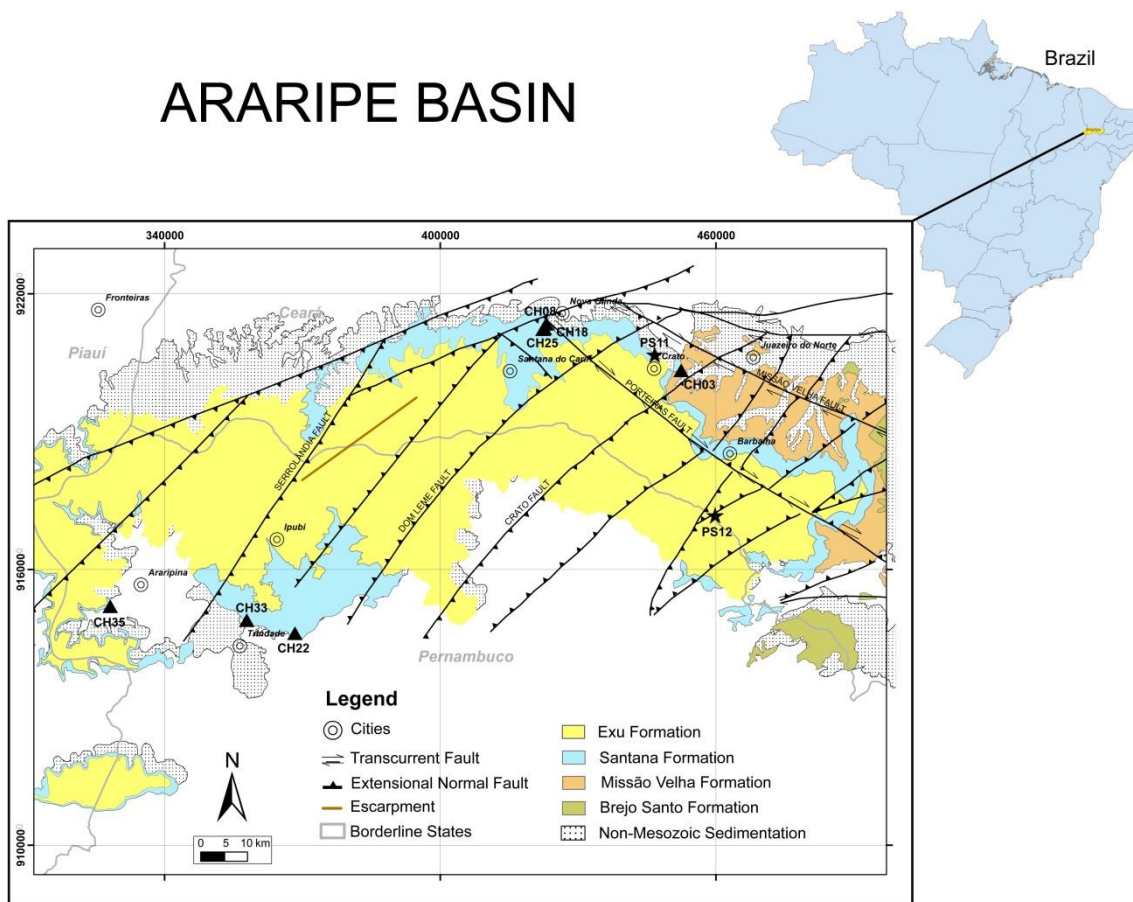 ARARIPE BASIN
Brazil
340000
400000
460000
922000
916000
910000
Fronteiras
Ceará
Piauí
Nova Olinda
CH08
CH18
CH25
PS11
Crato
Juazeiro do Norte
CH03
MISSÃO VELHA FAULT
PORTEIRAS FAULT
Barbalha
SERROLÂNDIA FAULT
DOM LEME FAULT
CRATO FAULT
PS12
Ipubi
Araripina
CH35
CH33
Trindade
CH22
Pernambuco
Legend
Cities
Transcurrent Fault
Extensional Normal Fault
Escarpment
Borderline States
Exu Formation
Santana Formation
Missão Velha Formation
Brejo Santo Formation
Non-Mesozoic Sedimentation
N
0 5 10 km